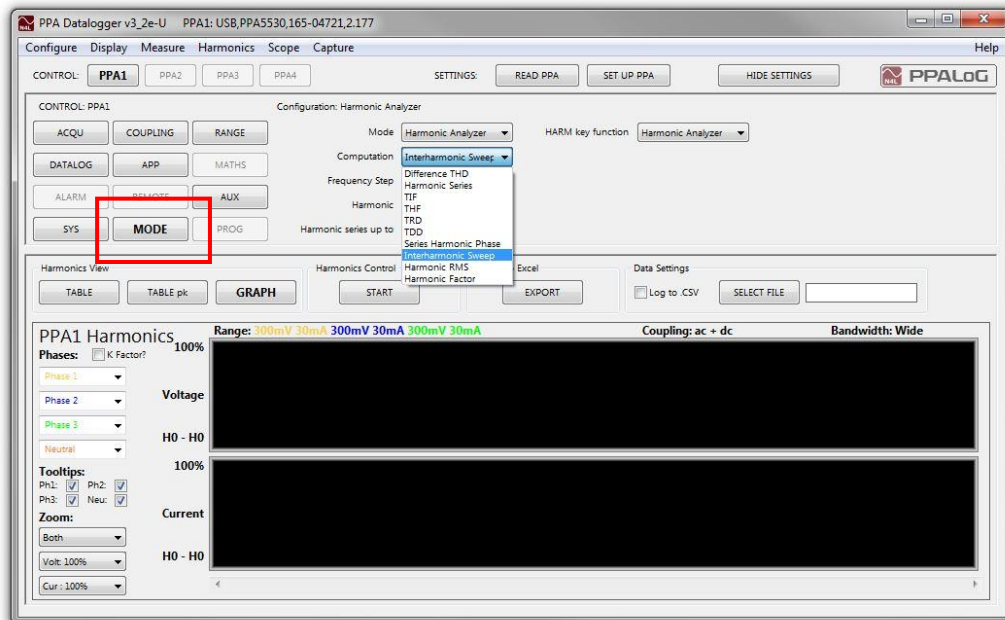 N4L PPA Datalogger v3_2e-U PPA1: USB,PPA5530,165-04721,2.177
Configure Display Measure Harmonics Scope Capture Help
CONTROL: PPA1 PPA2 PPA3 PPA4 SETTINGS: READ PPA SET UP PPA HIDE SETTINGS N4L PPALoG
CONTROL: PPA1 Configuration: Harmonic Analyzer
ACQU COUPLING RANGE Mode Harmonic Analyzer HARM key function Harmonic Analyzer
DATALOG APP MATHS Computation Interharmonic Sweep
Difference THD
Frequency Step Harmonic Series
ALARM REMOTE AUX Harmonic TIF
THF
TRD
SYS MODE PROG Harmonic series up to TDD
Series Harmonic Phase
Interharmonic Sweep
Harmonics View Harmonics Control Harmonic RMS Excel Data Settings
Harmonic Factor
TABLE TABLE pk GRAPH START EXPORT Log to .CSV SELECT FILE
PPA1 Harmonics Range: 300mV 30mA 300mV 30mA 300mV 30mA Coupling: ac + dc Bandwidth: Wide
Phases: K Factor? 100%
Phase 1
Phase 2 Voltage
Phase 3
H0 - H0
Neutral
100%
Tooltips:
Ph1: Ph2:
Ph3: Neu:
Zoom: Current
Both
Volt: 100% H0 - H0
Cur : 100%